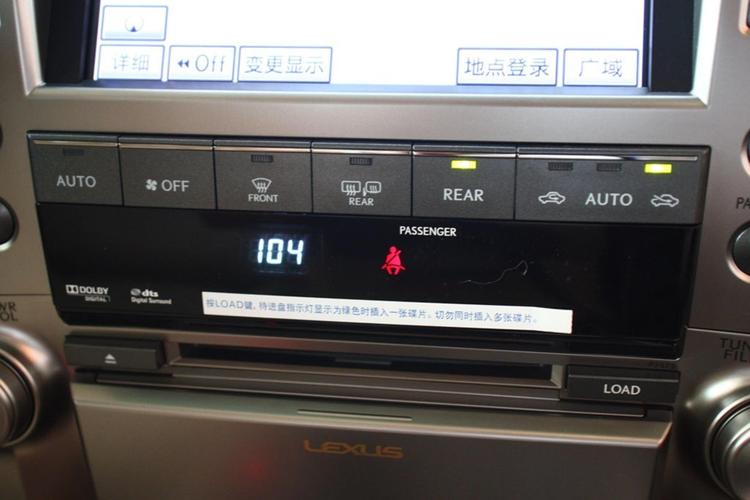 详细
Off
变更显示
地点登录
广域
AUTO
OFF
FRONT
REAR
REAR
AUTO
PASSENGER
104
DOLBY
DIGITAL
dts
Digital Surround
按LOAD键, 待进盘指示灯显示为绿色时插入一张碟片。切勿同时插入多张碟片。
LOAD
LEXUS